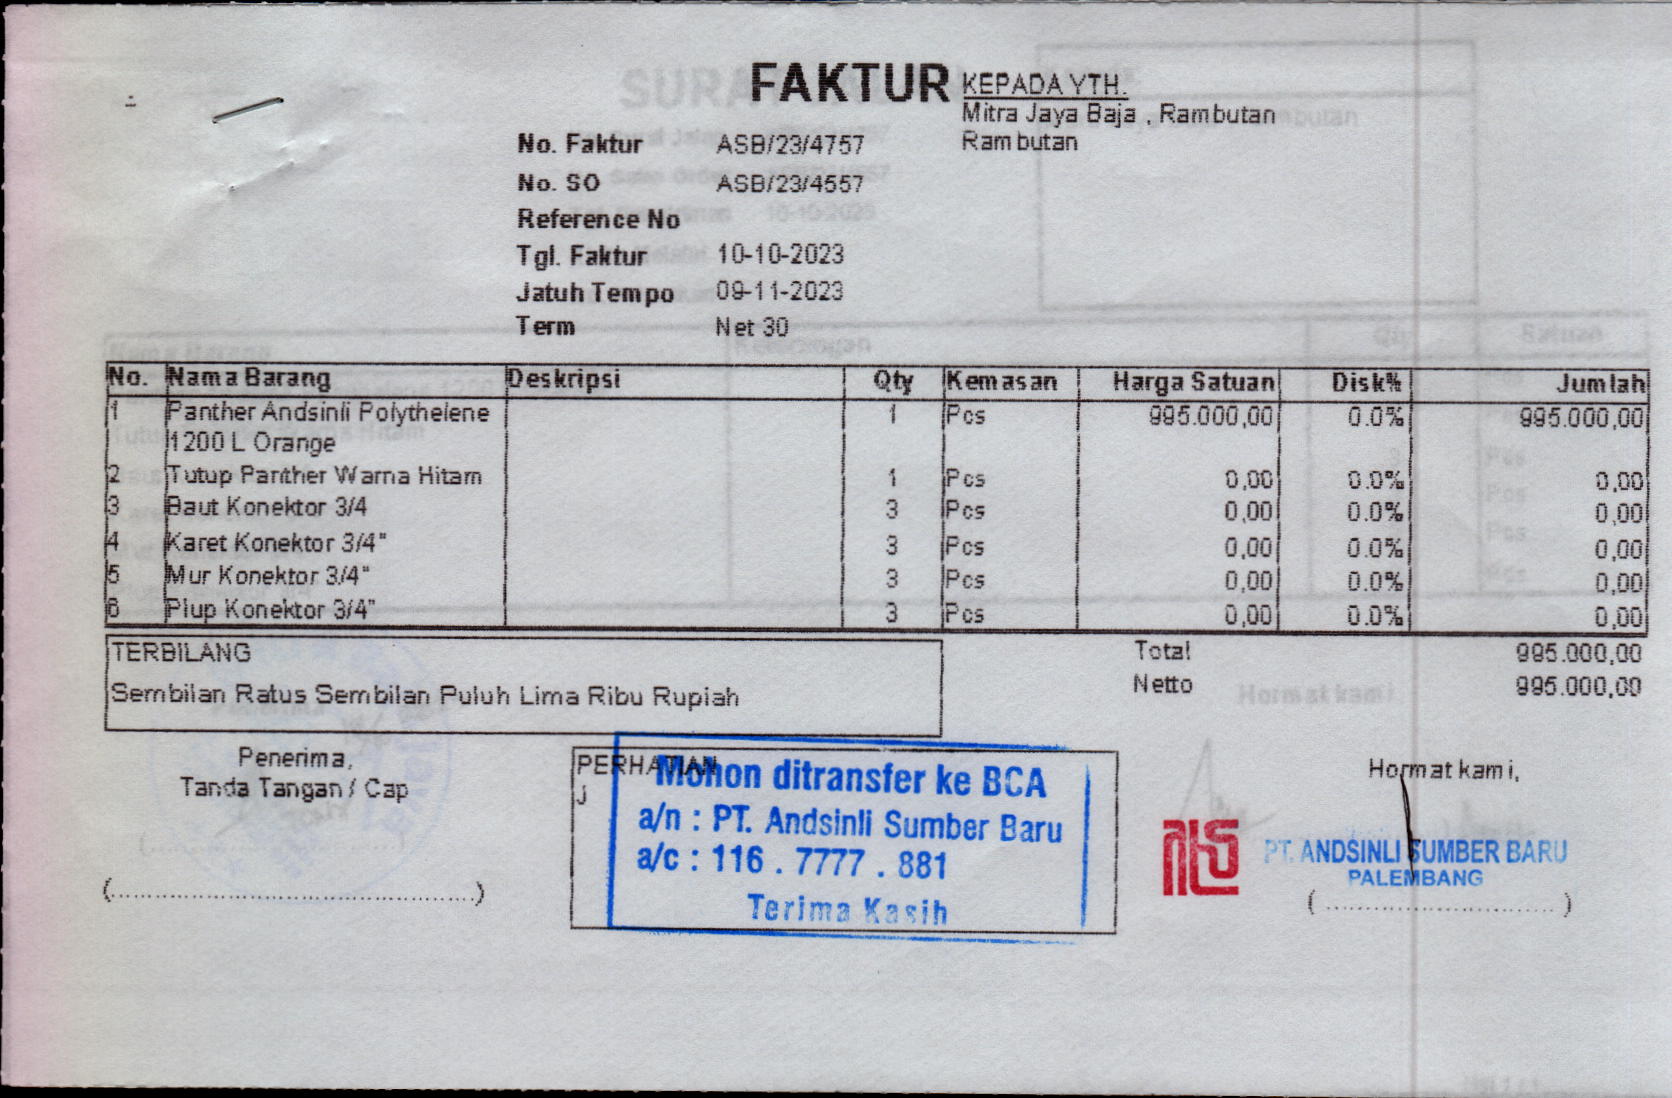 FAKTUR
KEPADA YTH.
Mitra Jaya Baja , Rambutan
Rambutan
No. Faktur ASB/23/4757
No. SO ASB/23/4557
Reference No
Tgl. Faktur 10-10-2023
Jatuh Tempo 09-11-2023
Term Net 30
No. Nama Barang Deskripsi Qty Kemasan Harga Satuan Disk% Jumlah
1 Panther Andsinli Polythelene 1 Pcs 995.000,00 0.0% 995.000,00
1200 L Orange
2 Tutup Panther Warna Hitam 1 Pcs 0,00 0.0% 0,00
3 Baut Konektor 3/4 3 Pcs 0,00 0.0% 0,00
4 Karet Konektor 3/4" 3 Pcs 0,00 0.0% 0,00
5 Mur Konektor 3/4" 3 Pcs 0,00 0.0% 0,00
6 Plup Konektor 3/4" 3 Pcs 0,00 0.0% 0,00
TERBILANG
Sembilan Ratus Sembilan Puluh Lima Ribu Rupiah
Total 995.000,00
Netto 995.000,00
Penerima,
Tanda Tangan / Cap
PERHATIAN
j
Mohon ditransfer ke BCA
a/n : PT. Andsinli Sumber Baru
a/c : 116 . 7777 . 881
Terima Kasih
Hormat kami,
PT. ANDSINLI SUMBER BARU
PALEMBANG